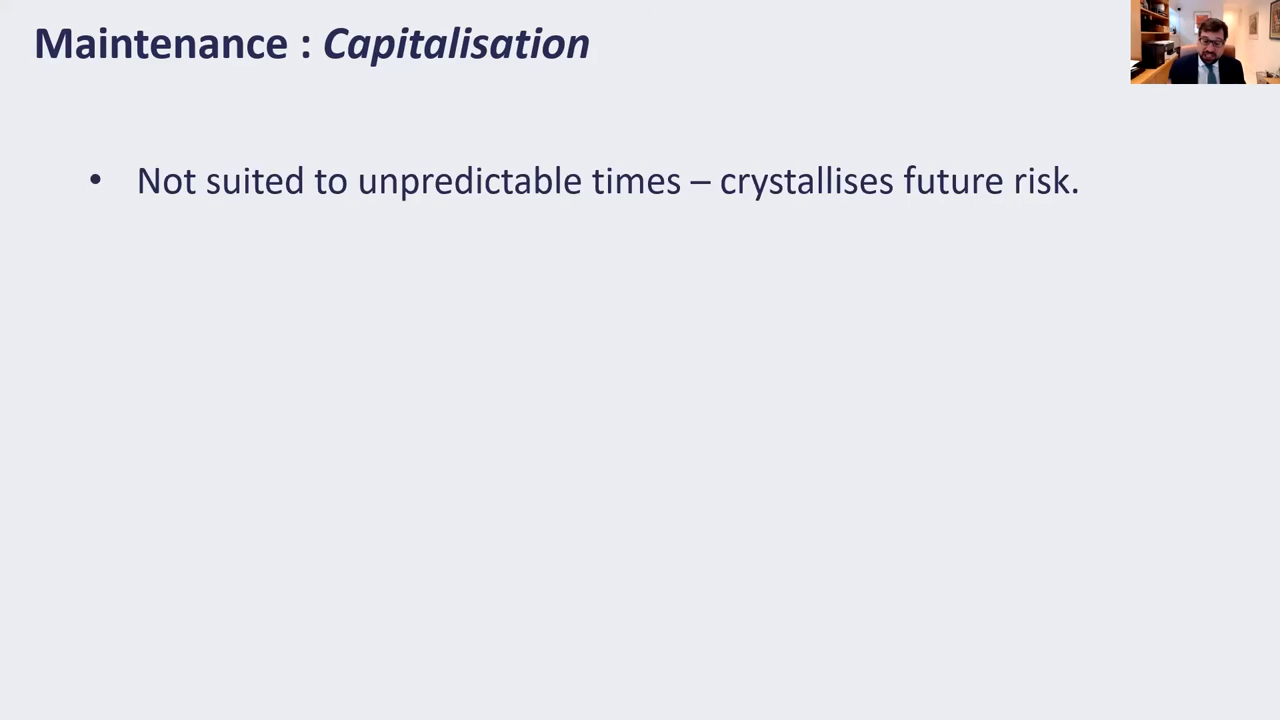 Maintenance : Capitalisation
• Not suited to unpredictable times – crystallises future risk.